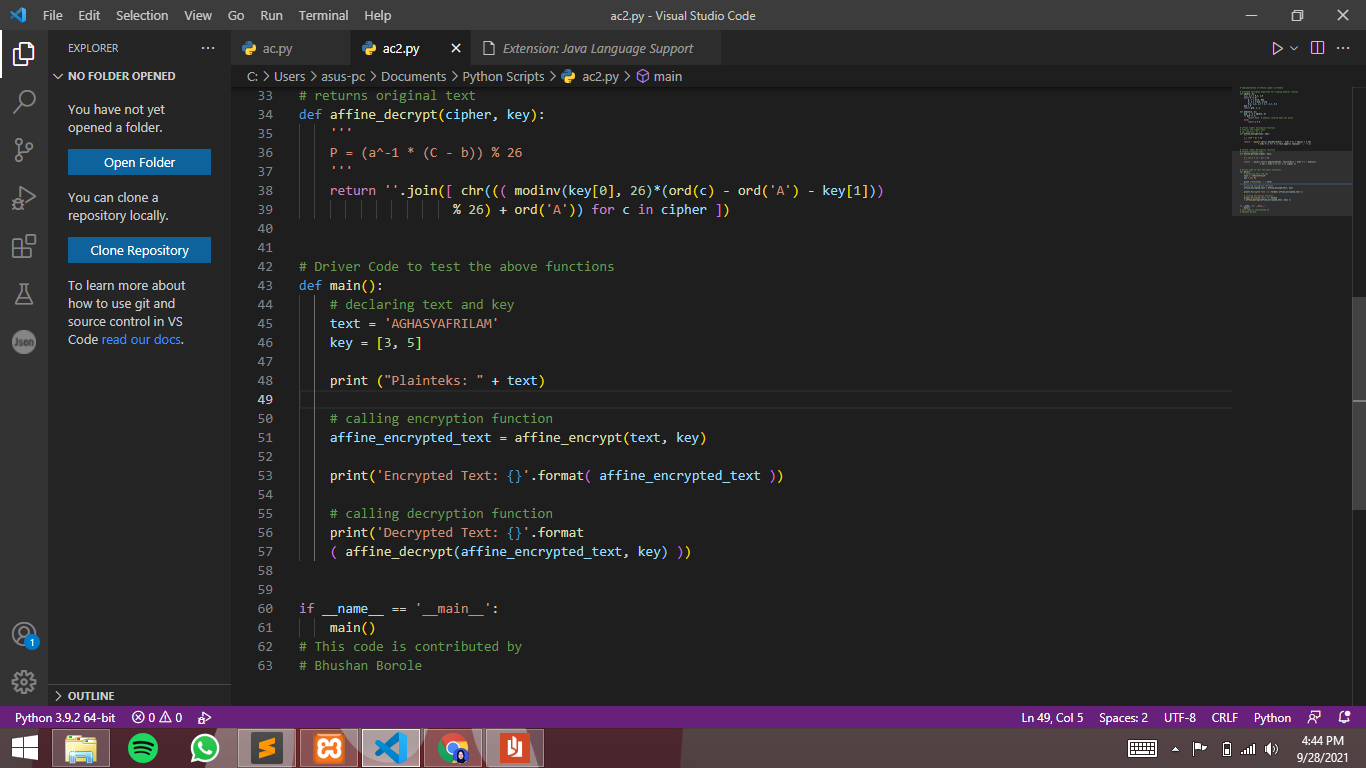 File Edit Selection View Go Run Terminal Help ac2.py - Visual Studio Code
EXPLORER
NO FOLDER OPENED
You have not yet
opened a folder.
Open Folder
You can clone a
repository locally.
Clone Repository
To learn more about
how to use git and
source control in VS
Code read our docs.
OUTLINE
Json
1
ac.py ac2.py Extension: Java Language Support
C: > Users > asus-pc > Documents > Python Scripts > ac2.py > main
33 # returns original text
34 def affine_decrypt(cipher, key):
35 '''
36 P = (a^-1 * (C - b)) % 26
37 '''
38 return ''.join([ chr((( modinv(key[0], 26)*(ord(c) - ord('A') - key[1]))
39 % 26) + ord('A')) for c in cipher ])
40
41
42 # Driver Code to test the above functions
43 def main():
44 # declaring text and key
45 text = 'AGHASYAFRILAM'
46 key = [3, 5]
47
48 print ("Plainteks: " + text)
49
50 # calling encryption function
51 affine_encrypted_text = affine_encrypt(text, key)
52
53 print('Encrypted Text: {}'.format( affine_encrypted_text ))
54
55 # calling decryption function
56 print('Decrypted Text: {}'.format
57 ( affine_decrypt(affine_encrypted_text, key) ))
58
59
60 if __name__ == '__main__':
61 main()
62 # This code is contributed by
63 # Bhushan Borole
Python 3.9.2 64-bit 0 0 Ln 49, Col 5 Spaces: 2 UTF-8 CRLF Python
4:44 PM
9/28/2021